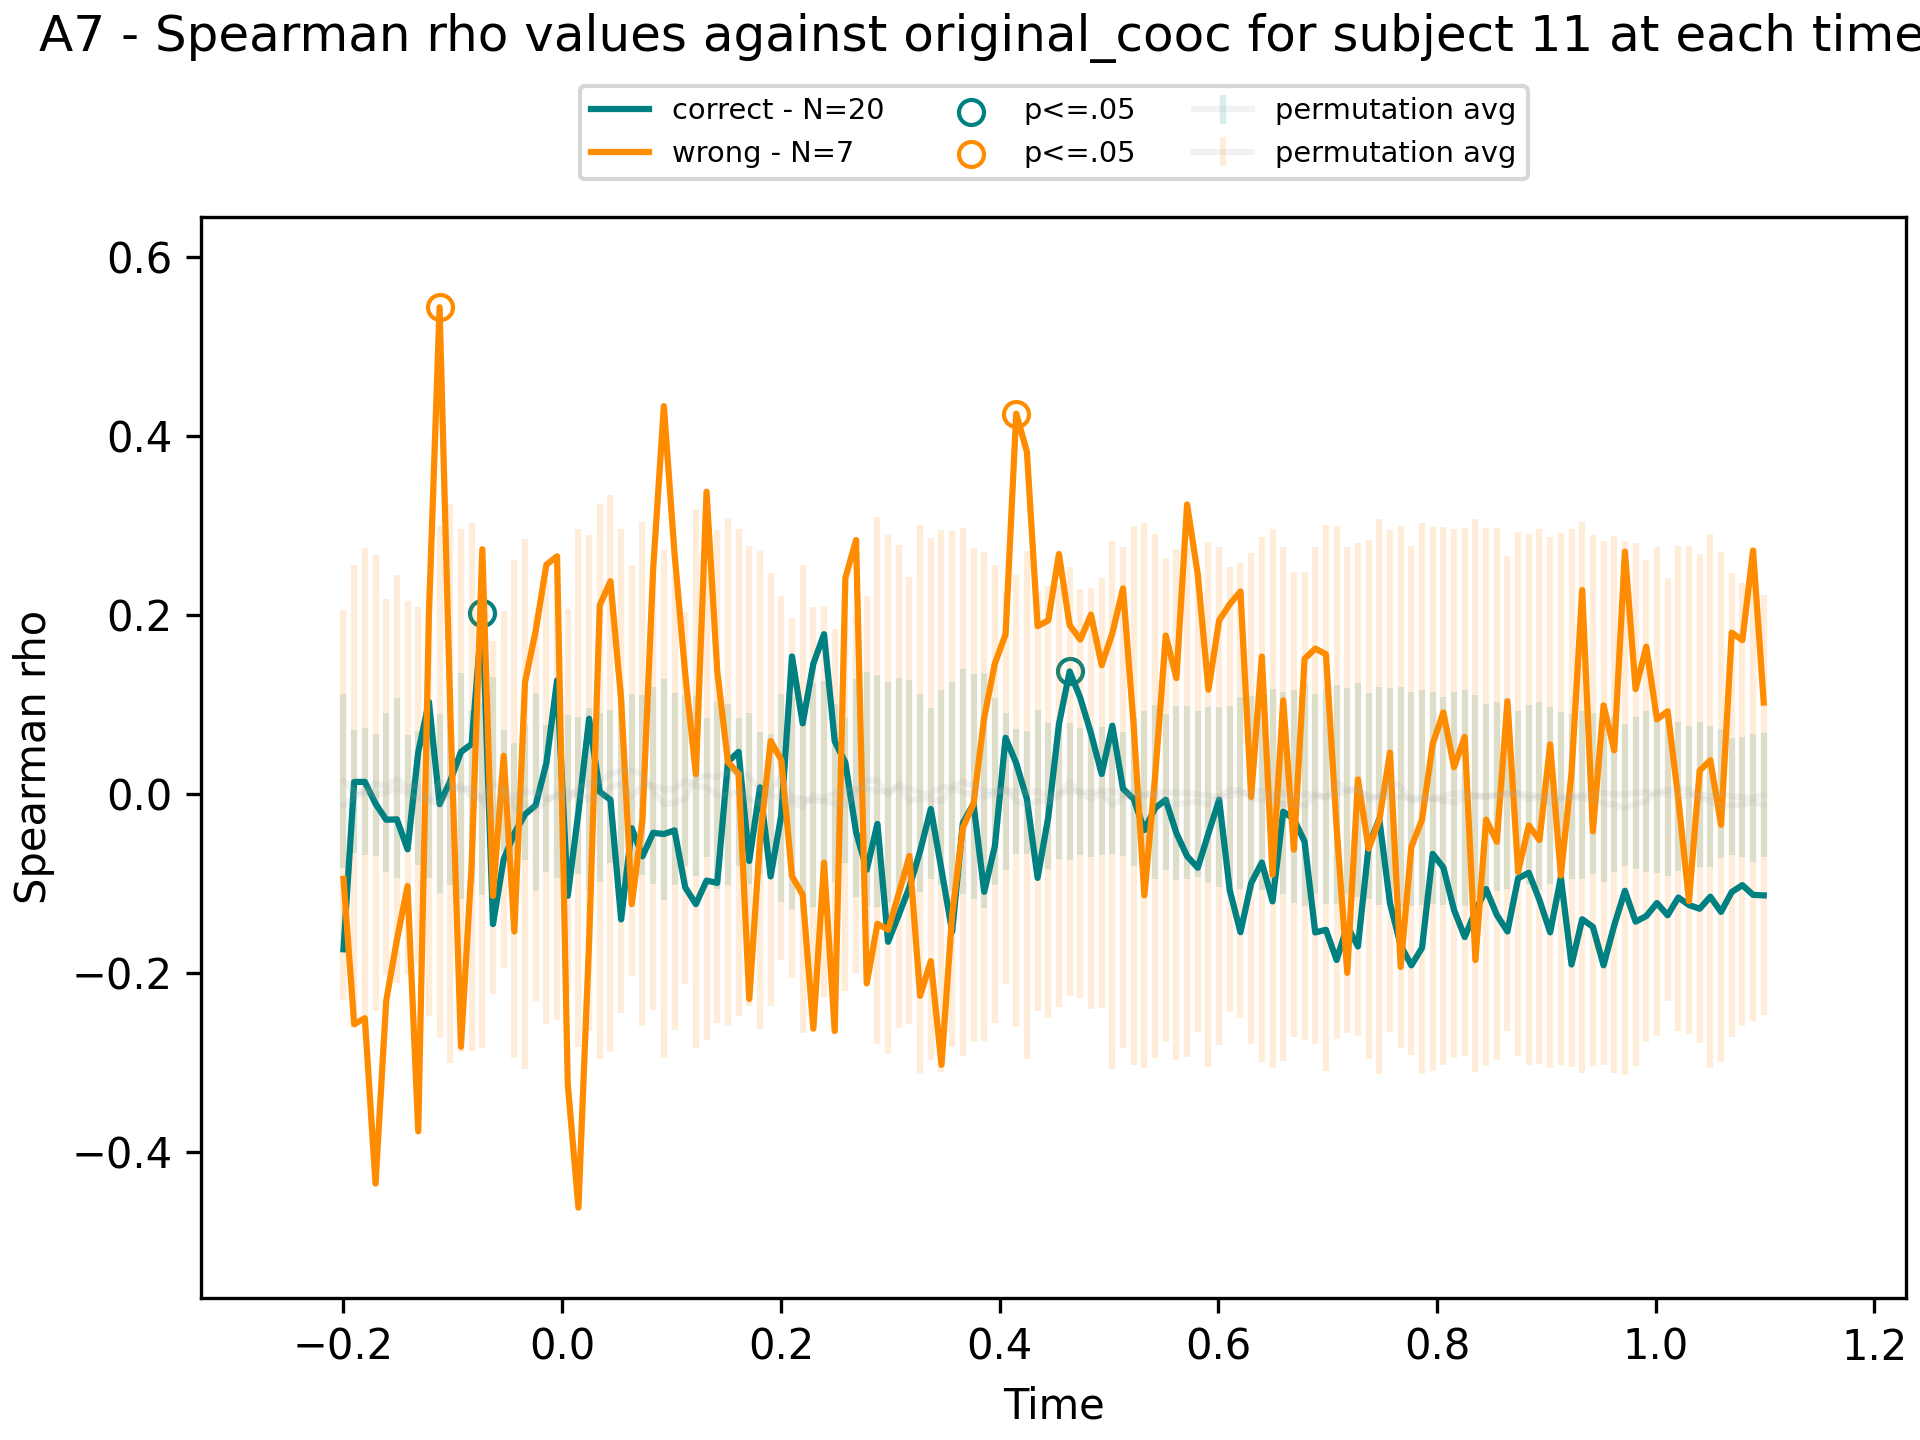 A7 - Spearman rho values against original_cooc for subject 11 at each time
correct - N=20 p<=.05 permutation avg
wrong - N=7 p<=.05 permutation avg
Spearman rho
0.6
0.4
0.2
0.0
−0.2
−0.4
−0.2 0.0 0.2 0.4 0.6 0.8 1.0 1.2
Time